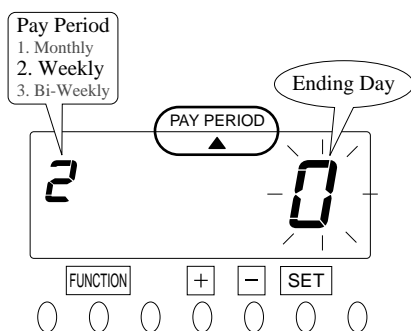 Pay Period
1. Monthly
2. Weekly
3. Bi-Weekly
Ending Day
PAY PERIOD
2 0
FUNCTION + - SET